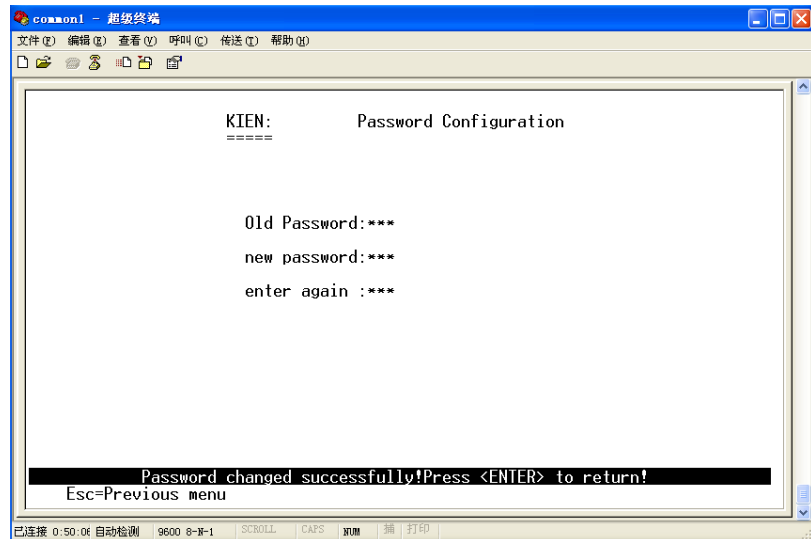 common1 - 超级终端
文件(F) 编辑(E) 查看(V) 呼叫(C) 传送(T) 帮助(H)
KIEN: Password Configuration
=====
Old Password:***
new password:***
enter again :***
Password changed successfully!Press <ENTER> to return!
Esc=Previous menu
已连接 0:50:06 自动检测 9600 8-N-1 SCROLL CAPS NUM 捕 打印